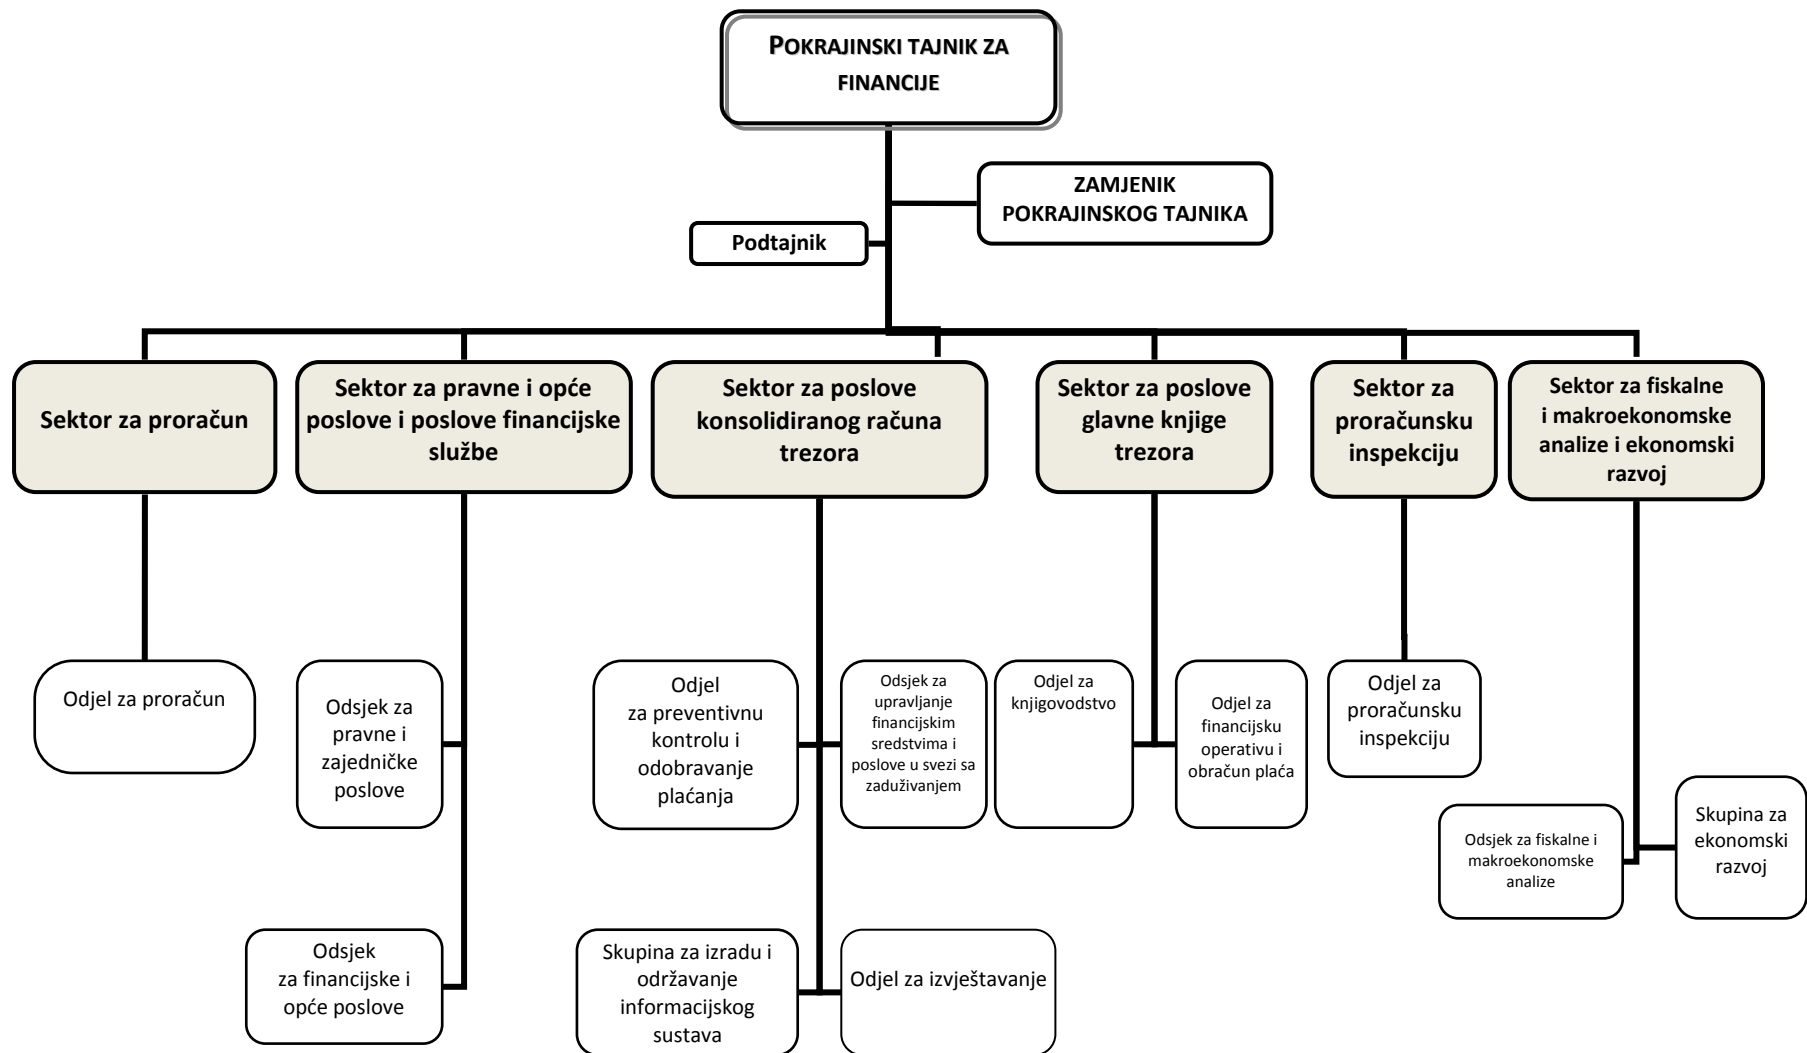 POKRAJINSKI TAJNIK ZA
FINANCIJE
ZAMJENIK
POKRAJINSKOG TAJNIKA
Podtajnik
Sektor za proračun
Sektor za pravne i opće
poslove i poslove financijske
službe
Sektor za poslove
konsolidiranog računa
trezora
Sektor za poslove
glavne knjige
trezora
Sektor za
proračunsku
inspekciju
Sektor za fiskalne
i makroekonomske
analize i ekonomski
razvoj
Odjel za proračun
Odsjek za
pravne i
zajedničke
poslove
Odjel
za preventivnu
kontrolu i
odobravanje
plaćanja
Odsjek za
upravljanje
financijskim
sredstvima i
poslove u svezi sa
zaduživanjem
Odjel za
knjigovodstvo
Odjel za
financijsku
operativu i
obračun plaća
Odjel za
proračunsku
inspekciju
Odsjek za fiskalne i
makroekonomske
analize
Skupina za
ekonomski
razvoj
Odsjek
za financijske i
opće poslove
Skupina za izradu i
održavanje
informacijskog
sustava
Odjel za izvještavanje